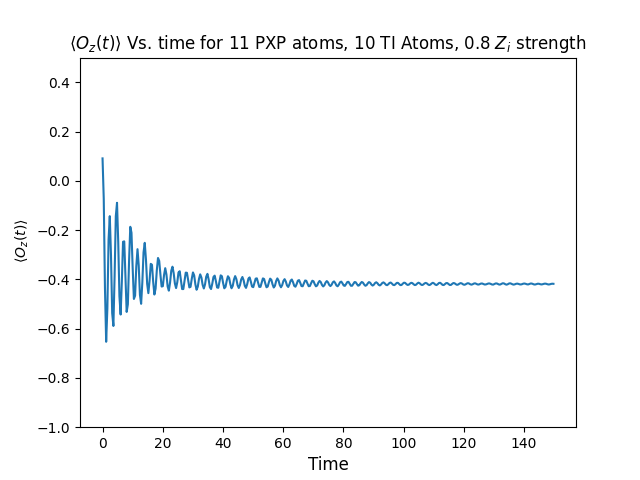 ⟨O_z(t)⟩ Vs. time for 11 PXP atoms, 10 TI Atoms, 0.8 Z_i strength
0.4
0.2
0.0
−0.2
−0.4
−0.6
−0.8
−1.0
⟨O_z(t)⟩
0 20 40 60 80 100 120 140
Time